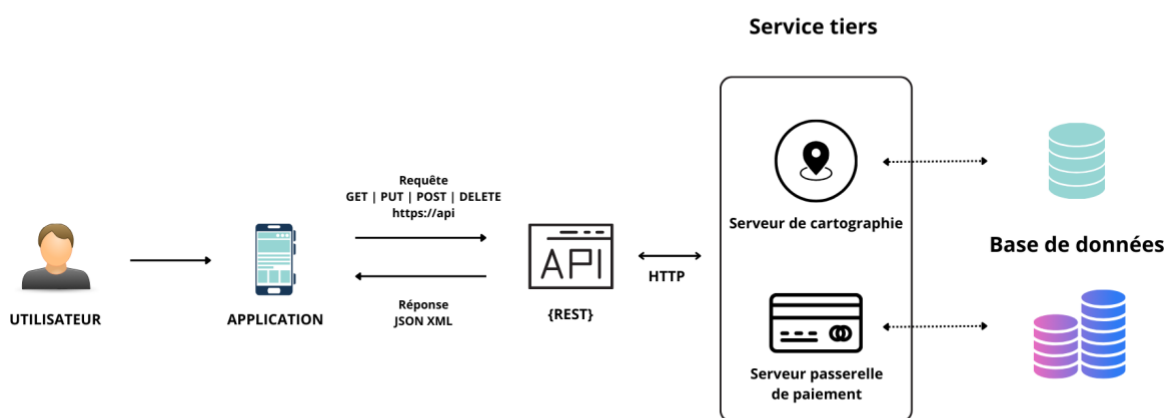 Service tiers
Requête
GET | PUT | POST | DELETE
https://api
API
Serveur de cartographie
Base de données
HTTP
Réponse
JSON XML
UTILISATEUR
APPLICATION
{REST}
Serveur passerelle
de paiement